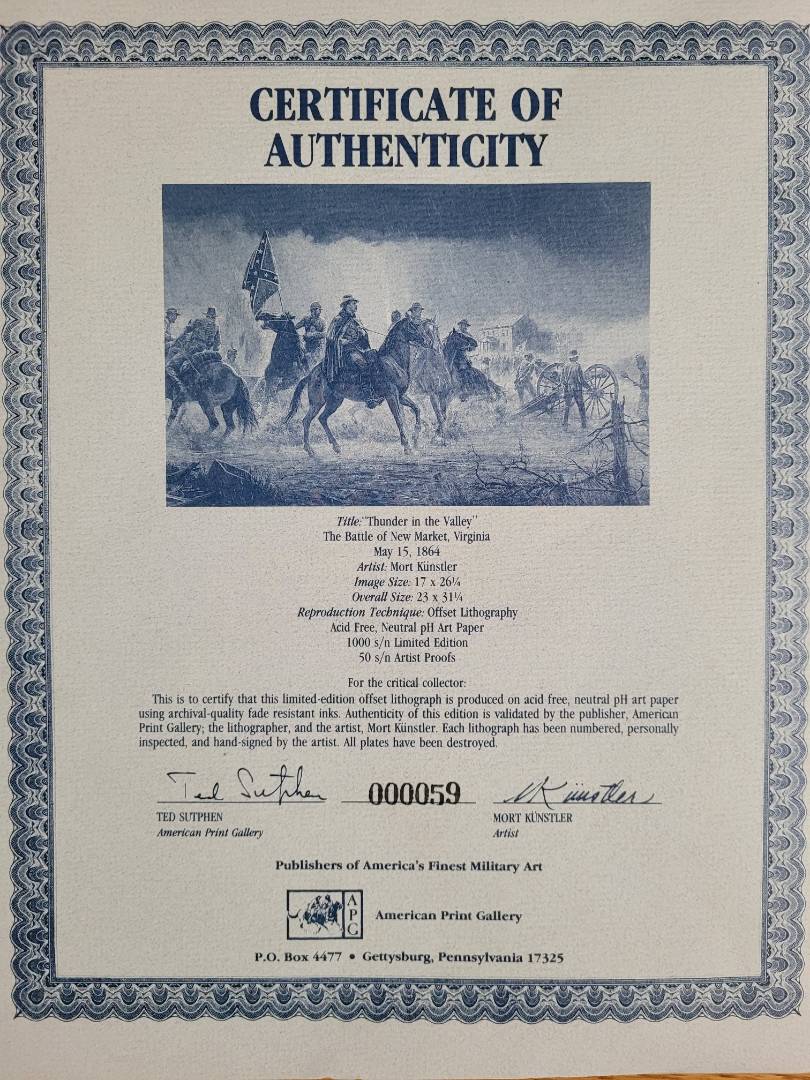 CERTIFICATE OF
AUTHENTICITY
Title: "Thunder in the Valley"
The Battle of New Market, Virginia
May 15, 1864
Artist: Mort Künstler
Image Size: 17 x 26¼
Overall Size: 23 x 31¼
Reproduction Technique: Offset Lithography
Acid Free, Neutral pH Art Paper
1000 s/n Limited Edition
50 s/n Artist Proofs
For the critical collector:
This is to certify that this limited-edition offset lithograph is produced on acid free, neutral pH art paper
using archival-quality fade resistant inks. Authenticity of this edition is validated by the publisher, American
Print Gallery; the lithographer, and the artist, Mort Künstler. Each lithograph has been numbered, personally
inspected, and hand-signed by the artist. All plates have been destroyed.
Ted Sutphen 000059 MKünstler
TED SUTPHEN MORT KÜNSTLER
American Print Gallery Artist
Publishers of America's Finest Military Art
APG American Print Gallery
P.O. Box 4477 • Gettysburg, Pennsylvania 17325